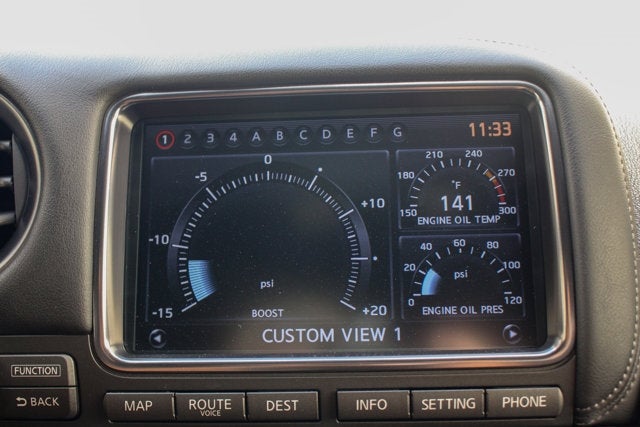 1 2 3 4 A B C D E F G 11:33
-15 -10 -5 0 +10 +20
psi
BOOST
150 180 210 240 270 300
°F
141
ENGINE OIL TEMP
0 20 40 60 80 100 120
psi
ENGINE OIL PRES
CUSTOM VIEW 1
FUNCTION
BACK
MAP ROUTE VOICE DEST INFO SETTING PHONE